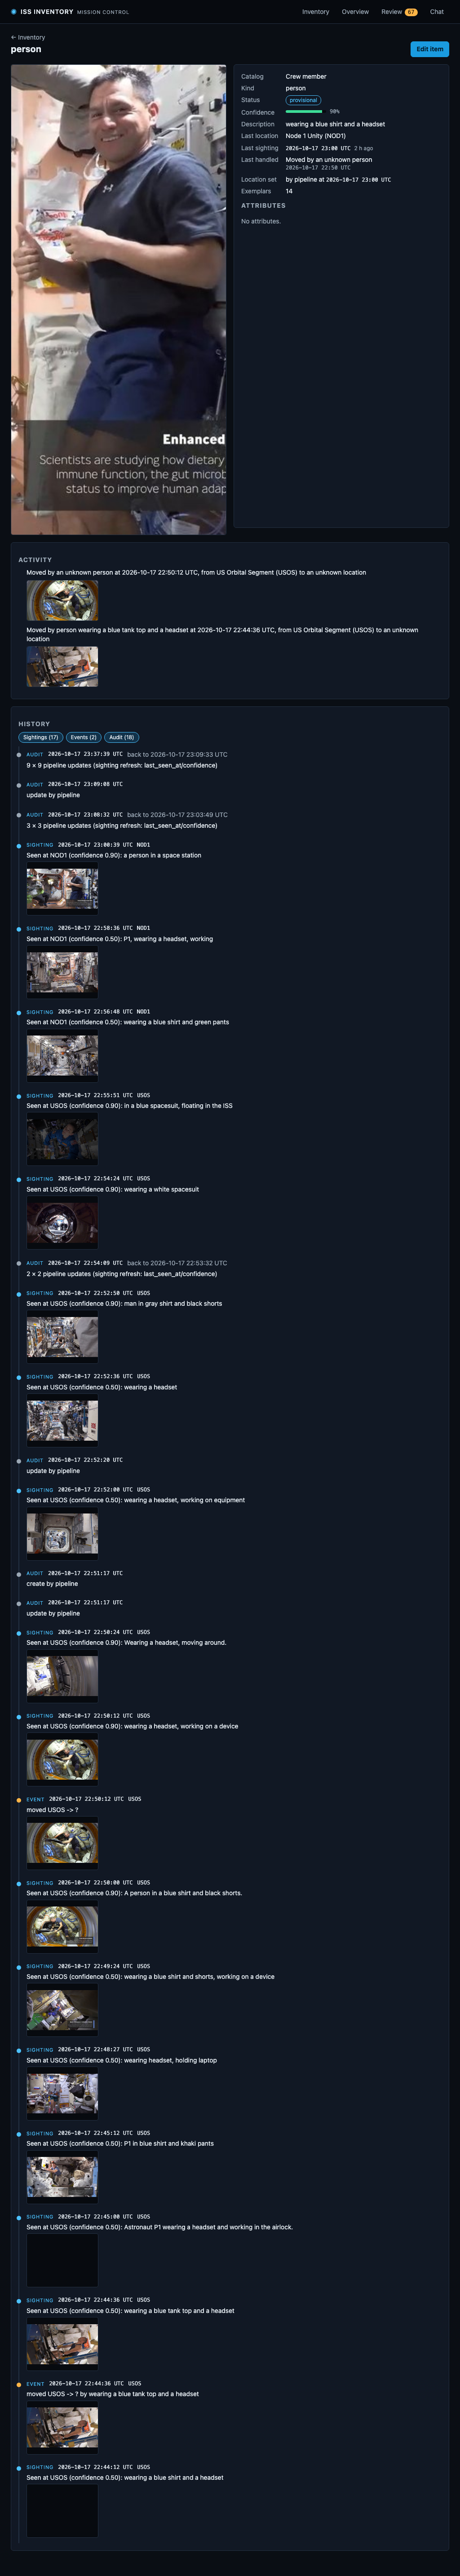 ISS INVENTORY MISSION CONTROL
Inventory Overview Review 67 Chat
← Inventory
person
Edit item
Enhanced
Scientists are studying how dietary
immune function, the gut microb
status to improve human adap
Catalog Crew member
Kind person
Status provisional
Confidence 90%
Description wearing a blue shirt and a headset
Last location Node 1 Unity (NOD1)
Last sighting 2026-10-17 23:00 UTC 2 h ago
Last handled Moved by an unknown person
2026-10-17 22:50 UTC
Location set by pipeline at 2026-10-17 23:00 UTC
Exemplars 14
ATTRIBUTES
No attributes.
ACTIVITY
Moved by an unknown person at 2026-10-17 22:50:12 UTC, from US Orbital Segment (USOS) to an unknown location
Moved by person wearing a blue tank top and a headset at 2026-10-17 22:44:36 UTC, from US Orbital Segment (USOS) to an unknown
location
HISTORY
Sightings (17) Events (2) Audit (18)
AUDIT 2026-10-17 23:37:39 UTC back to 2026-10-17 23:09:33 UTC
9 × 9 pipeline updates (sighting refresh: last_seen_at/confidence)
AUDIT 2026-10-17 23:09:08 UTC
update by pipeline
AUDIT 2026-10-17 23:08:32 UTC back to 2026-10-17 23:03:49 UTC
3 × 3 pipeline updates (sighting refresh: last_seen_at/confidence)
SIGHTING 2026-10-17 23:00:39 UTC NOD1
Seen at NOD1 (confidence 0.90): a person in a space station
SIGHTING 2026-10-17 22:58:36 UTC NOD1
Seen at NOD1 (confidence 0.50): P1, wearing a headset, working
SIGHTING 2026-10-17 22:56:48 UTC NOD1
Seen at NOD1 (confidence 0.50): wearing a blue shirt and green pants
SIGHTING 2026-10-17 22:55:51 UTC USOS
Seen at USOS (confidence 0.90): in a blue spacesuit, floating in the ISS
SIGHTING 2026-10-17 22:54:24 UTC USOS
Seen at USOS (confidence 0.90): wearing a white spacesuit
AUDIT 2026-10-17 22:54:09 UTC back to 2026-10-17 22:53:32 UTC
2 × 2 pipeline updates (sighting refresh: last_seen_at/confidence)
SIGHTING 2026-10-17 22:52:50 UTC USOS
Seen at USOS (confidence 0.90): man in gray shirt and black shorts
SIGHTING 2026-10-17 22:52:36 UTC USOS
Seen at USOS (confidence 0.50): wearing a headset
AUDIT 2026-10-17 22:52:20 UTC
update by pipeline
SIGHTING 2026-10-17 22:52:00 UTC USOS
Seen at USOS (confidence 0.50): wearing a headset, working on equipment
AUDIT 2026-10-17 22:51:17 UTC
create by pipeline
AUDIT 2026-10-17 22:51:17 UTC
update by pipeline
SIGHTING 2026-10-17 22:50:24 UTC USOS
Seen at USOS (confidence 0.90): Wearing a headset, moving around.
SIGHTING 2026-10-17 22:50:12 UTC USOS
Seen at USOS (confidence 0.90): wearing a headset, working on a device
EVENT 2026-10-17 22:50:12 UTC USOS
moved USOS -> ?
SIGHTING 2026-10-17 22:50:00 UTC USOS
Seen at USOS (confidence 0.90): A person in a blue shirt and black shorts.
SIGHTING 2026-10-17 22:49:24 UTC USOS
Seen at USOS (confidence 0.50): wearing a blue shirt and shorts, working on a device
SIGHTING 2026-10-17 22:48:27 UTC USOS
Seen at USOS (confidence 0.50): wearing headset, holding laptop
SIGHTING 2026-10-17 22:45:12 UTC USOS
Seen at USOS (confidence 0.50): P1 in blue shirt and khaki pants
SIGHTING 2026-10-17 22:45:00 UTC USOS
Seen at USOS (confidence 0.50): Astronaut P1 wearing a headset and working in the airlock.
SIGHTING 2026-10-17 22:44:36 UTC USOS
Seen at USOS (confidence 0.50): wearing a blue tank top and a headset
EVENT 2026-10-17 22:44:36 UTC USOS
moved USOS -> ? by wearing a blue tank top and a headset
SIGHTING 2026-10-17 22:44:12 UTC USOS
Seen at USOS (confidence 0.50): wearing a blue shirt and a headset